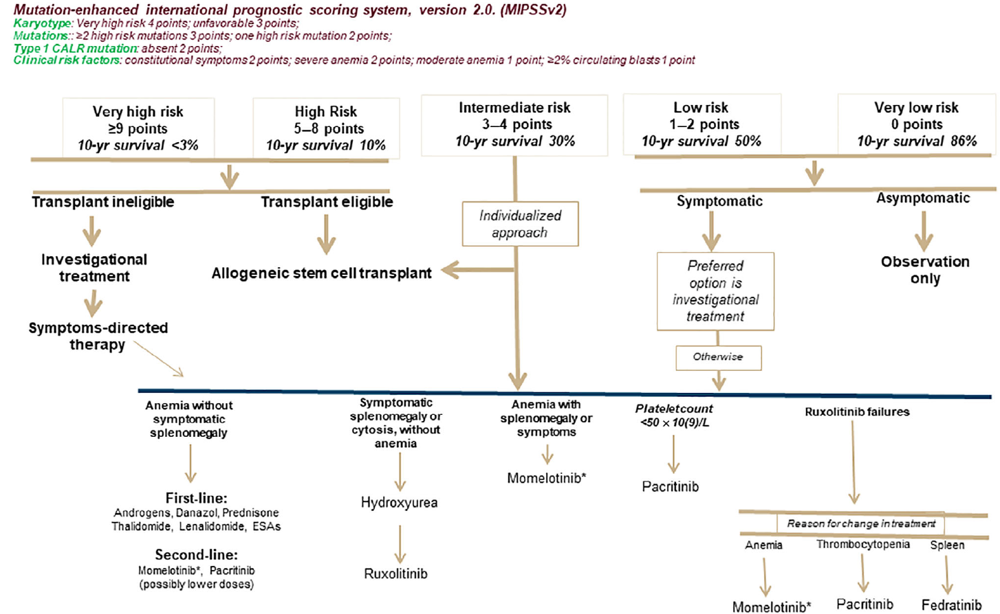 Mutation-enhanced international prognostic scoring system, version 2.0. (MIPSSv2)
Karyotype: Very high risk 4 points; unfavorable 3 points;
Mutations:: ≥2 high risk mutations 3 points; one high risk mutation 2 points;
Type 1 CALR mutation: absent 2 points;
Clinical risk factors: constitutional symptoms 2 points; severe anemia 2 points; moderate anemia 1 point; ≥2% circulating blasts 1 point
Very high risk
≥9 points
10-yr survival <3%
High Risk
5–8 points
10-yr survival 10%
Intermediate risk
3–4 points
10-yr survival 30%
Low risk
1–2 points
10-yr survival 50%
Very low risk
0 points
10-yr survival 86%
Transplant ineligible
Transplant eligible
Individualized
approach
Symptomatic
Asymptomatic
Investigational
treatment
Allogeneic stem cell transplant
Preferred
option is
investigational
treatment
Observation
only
Symptoms-directed
therapy
Otherwise
Anemia without
symptomatic
splenomegaly
Symptomatic
splenomegaly or
cytosis, without
anemia
Anemia with
splenomegaly or
symptoms
Platelet count
<50 × 10(9)/L
Ruxolitinib failures
First-line:
Androgens, Danazol, Prednisone
Thalidomide, Lenalidomide, ESAs
Second-line:
Momelotinib*, Pacritinib
(possibly lower doses)
Hydroxyurea
Ruxolitinib
Momelotinib*
Pacritinib
Reason for change in treatment
Anemia
Thrombocytopenia
Spleen
Momelotinib*
Pacritinib
Fedratinib